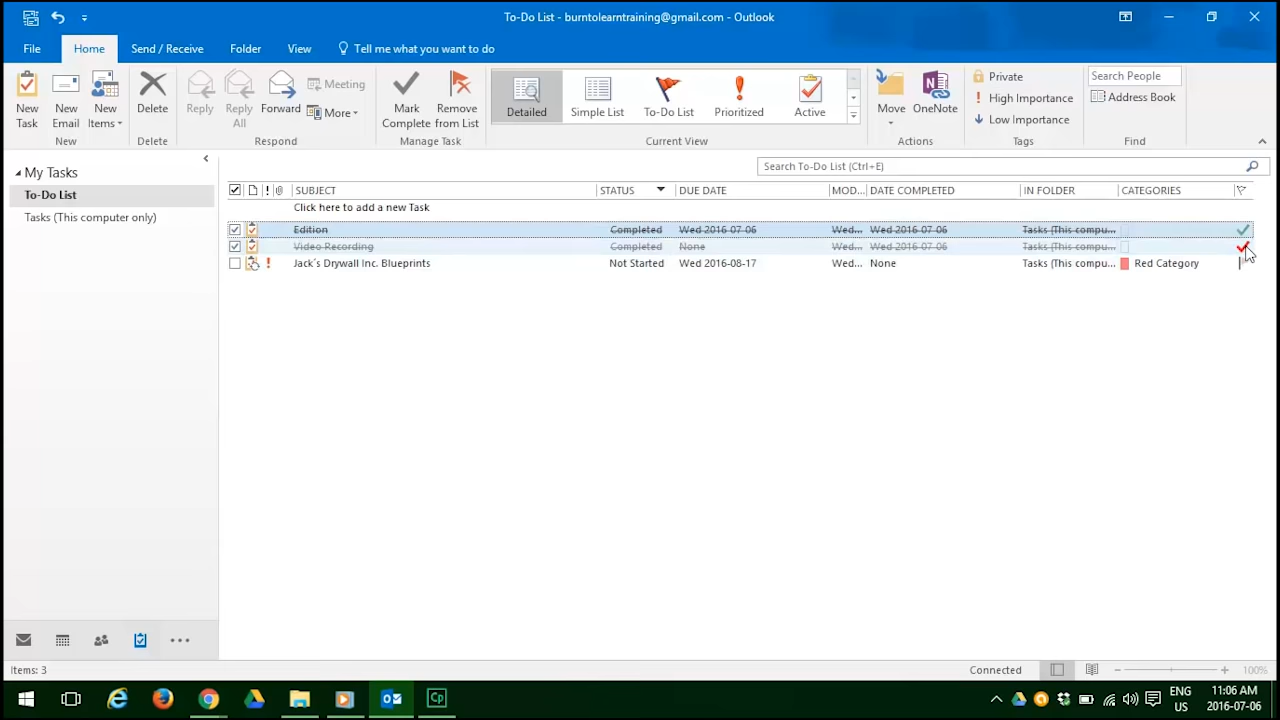 To-Do List - burntolearntraining@gmail.com - Outlook
File Home Send / Receive Folder View Tell me what you want to do
New Task
New Email
New Items
New
Delete
Delete
Reply
Reply All
Forward
Meeting
More
Respond
Mark Complete
Remove from List
Manage Task
Detailed
Simple List
To-Do List
Prioritized
Active
Current View
Move
OneNote
Actions
Private
High Importance
Low Importance
Tags
Search People
Address Book
Find
My Tasks
To-Do List
Tasks (This computer only)
Search To-Do List (Ctrl+E)
! SUBJECT STATUS DUE DATE MOD... DATE COMPLETED IN FOLDER CATEGORIES
Click here to add a new Task
Edition Completed Wed 2016-07-06 Wed... Wed 2016-07-06 Tasks (This compu...
Video Recording Completed None Wed... Wed 2016-07-06 Tasks (This compu...
! Jack´s Drywall Inc. Blueprints Not Started Wed 2016-08-17 Wed... None Tasks (This compu... Red Category
Items: 3
Connected
100%
Cp
ENG
US
11:06 AM
2016-07-06